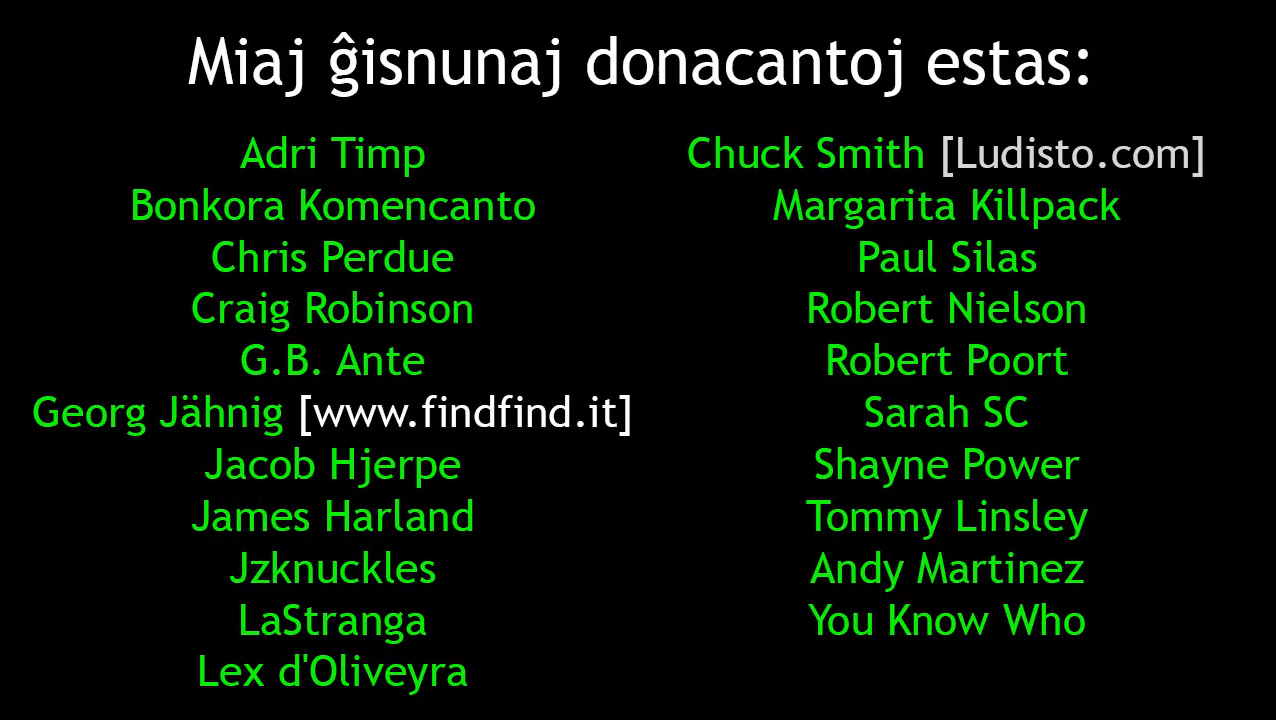 Miaj ĝisnunaj donacantoj estas:
Adri Timp
Bonkora Komencanto
Chris Perdue
Craig Robinson
G.B. Ante
Georg Jähnig [www.findfind.it]
Jacob Hjerpe
James Harland
Jzknuckles
LaStranga
Lex d'Oliveyra
Chuck Smith [Ludisto.com]
Margarita Killpack
Paul Silas
Robert Nielson
Robert Poort
Sarah SC
Shayne Power
Tommy Linsley
Andy Martinez
You Know Who